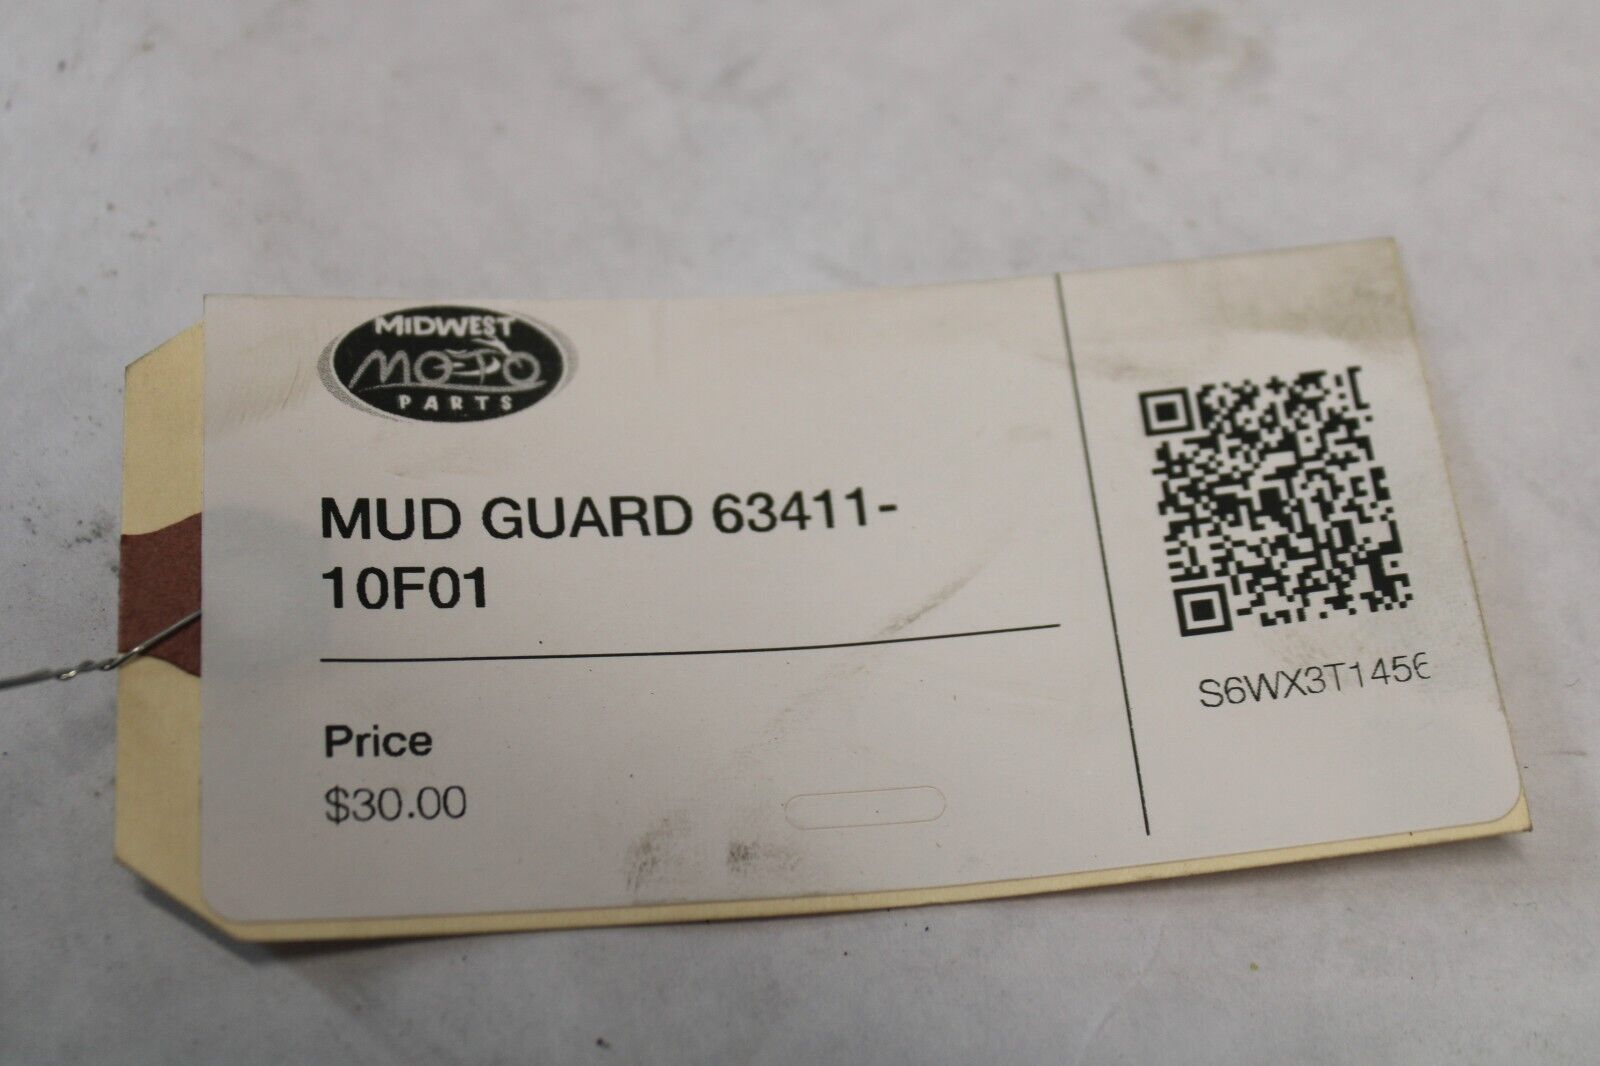 MIDWEST
MOTO
PARTS
MUD GUARD 63411-
10F01
Price
$30.00
S6WX3T1456